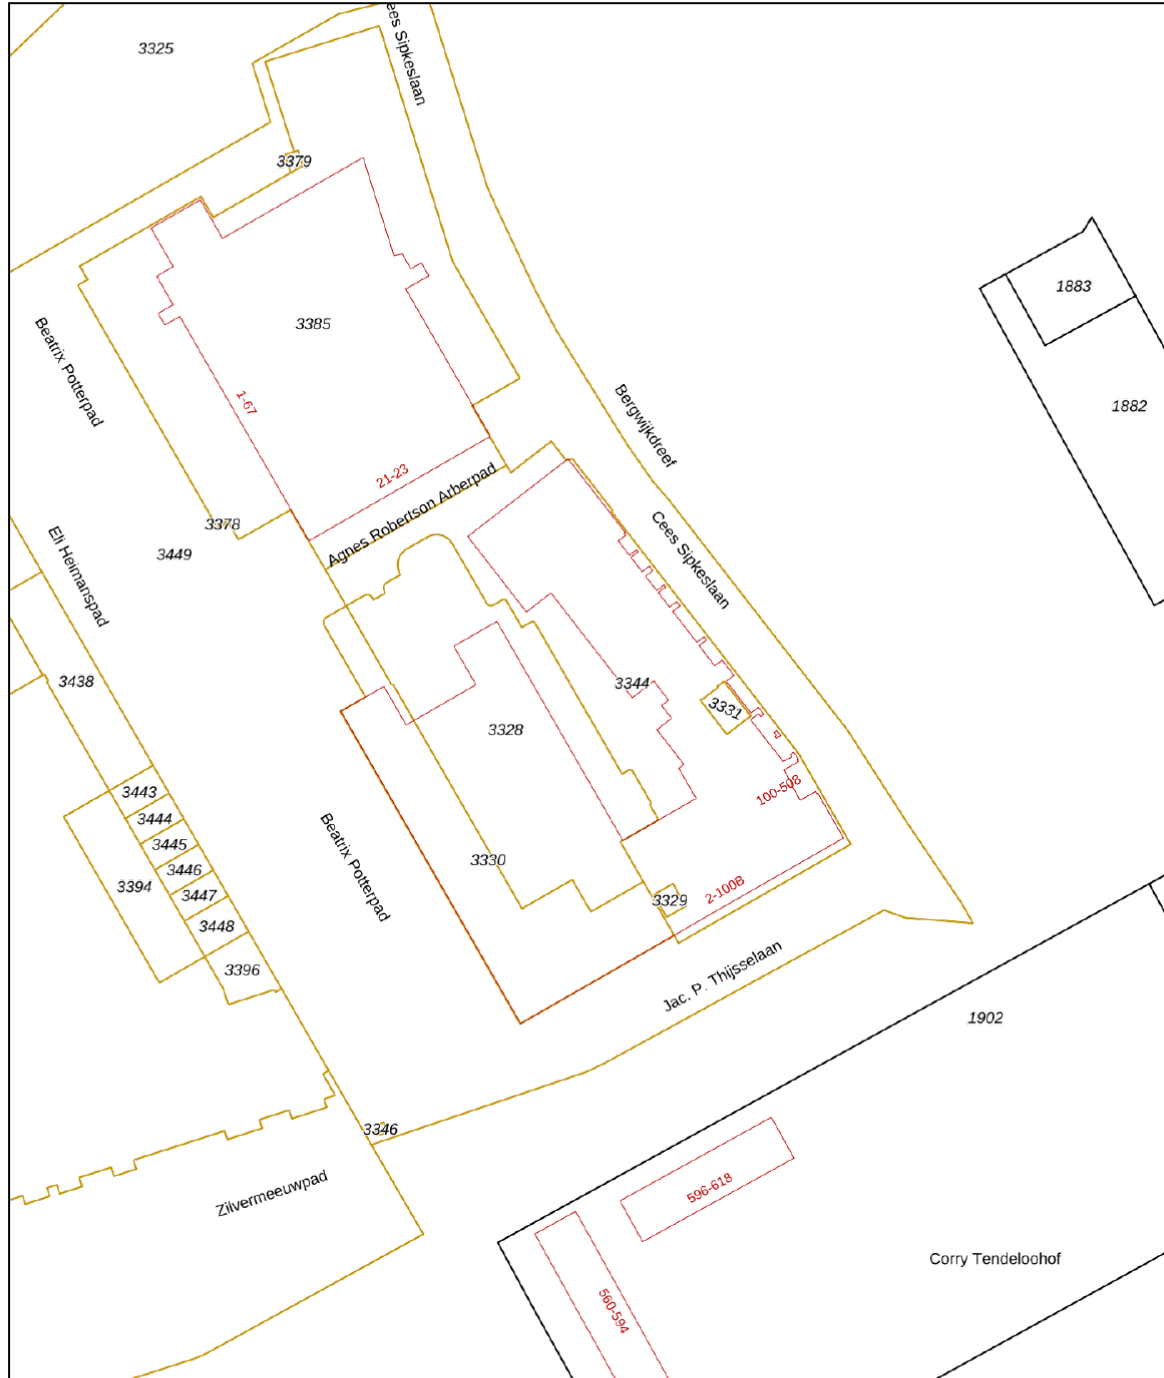 ees Sipkeslaan
3325
3379
1883
3385
Beatrix Potterpad
1882
1-67
Bergwijkdreef
21-23
Agnes Robertson Arberpad
3378
3449
Eli Heimanspad
Cees Sipkeslaan
3438
3344
3331
3328
3443
100-508
3444
3445
Beatrix Potterpad
3330
3446
3394
3447
2-100B
3329
3448
3396
Jac. P. Thijsselaan
1902
3346
Zilvermeeuwpad
596-618
Corry Tendeloohof
560-594